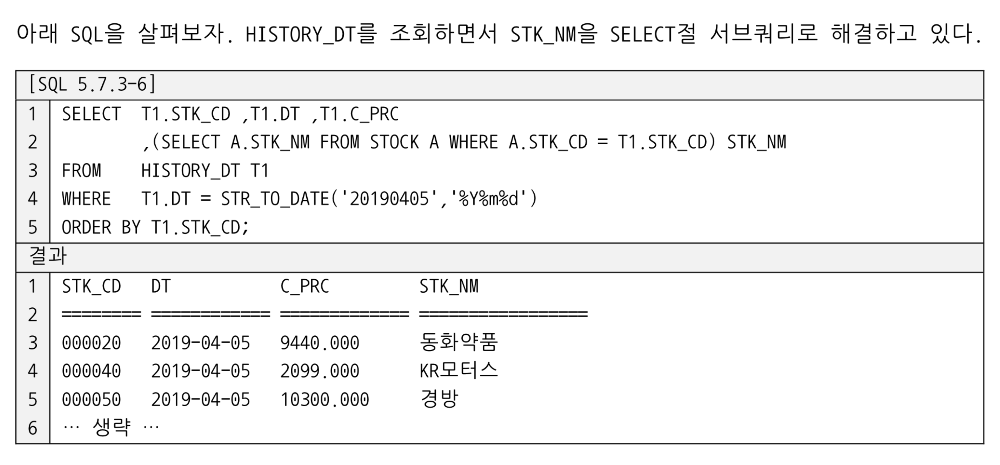 아래 SQL을 살펴보자. HISTORY_DT를 조회하면서 STK_NM을 SELECT절 서브쿼리로 해결하고 있다.
[SQL 5.7.3-6]
1 SELECT  T1.STK_CD ,T1.DT ,T1.C_PRC
2         ,(SELECT A.STK_NM FROM STOCK A WHERE A.STK_CD = T1.STK_CD) STK_NM
3 FROM    HISTORY_DT T1
4 WHERE   T1.DT = STR_TO_DATE('20190405','%Y%m%d')
5 ORDER BY T1.STK_CD;
결과
1 STK_CD   DT           C_PRC         STK_NM
2 ======== ============ ============= =================
3 000020   2019-04-05   9440.000      동화약품
4 000040   2019-04-05   2099.000      KR모터스
5 000050   2019-04-05   10300.000     경방
6 … 생략 …